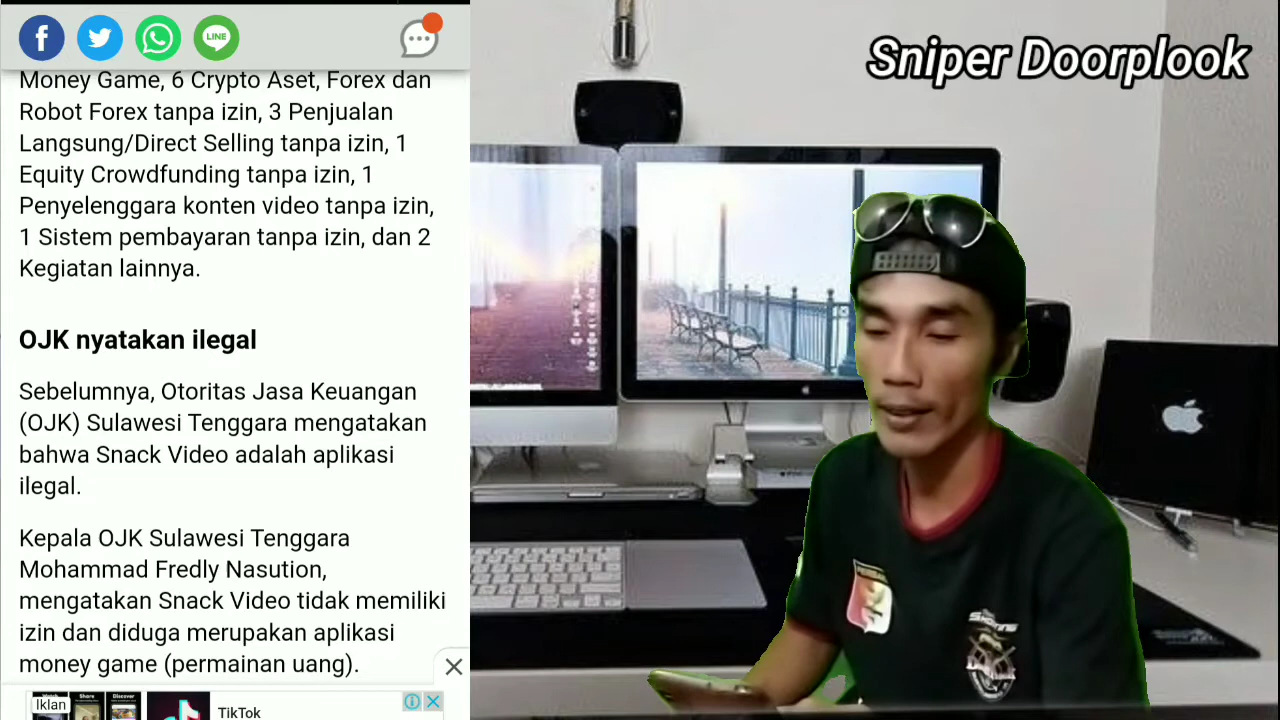 Sniper Doorplook
f
LINE
Money Game, 6 Crypto Aset, Forex dan
Robot Forex tanpa izin, 3 Penjualan
Langsung/Direct Selling tanpa izin, 1
Equity Crowdfunding tanpa izin, 1
Penyelenggara konten video tanpa izin,
1 Sistem pembayaran tanpa izin, dan 2
Kegiatan lainnya.
OJK nyatakan ilegal
Sebelumnya, Otoritas Jasa Keuangan
(OJK) Sulawesi Tenggara mengatakan
bahwa Snack Video adalah aplikasi
ilegal.
Kepala OJK Sulawesi Tenggara
Mohammad Fredly Nasution,
mengatakan Snack Video tidak memiliki
izin dan diduga merupakan aplikasi
money game (permainan uang).
Iklan
Share
Discover
TikTok